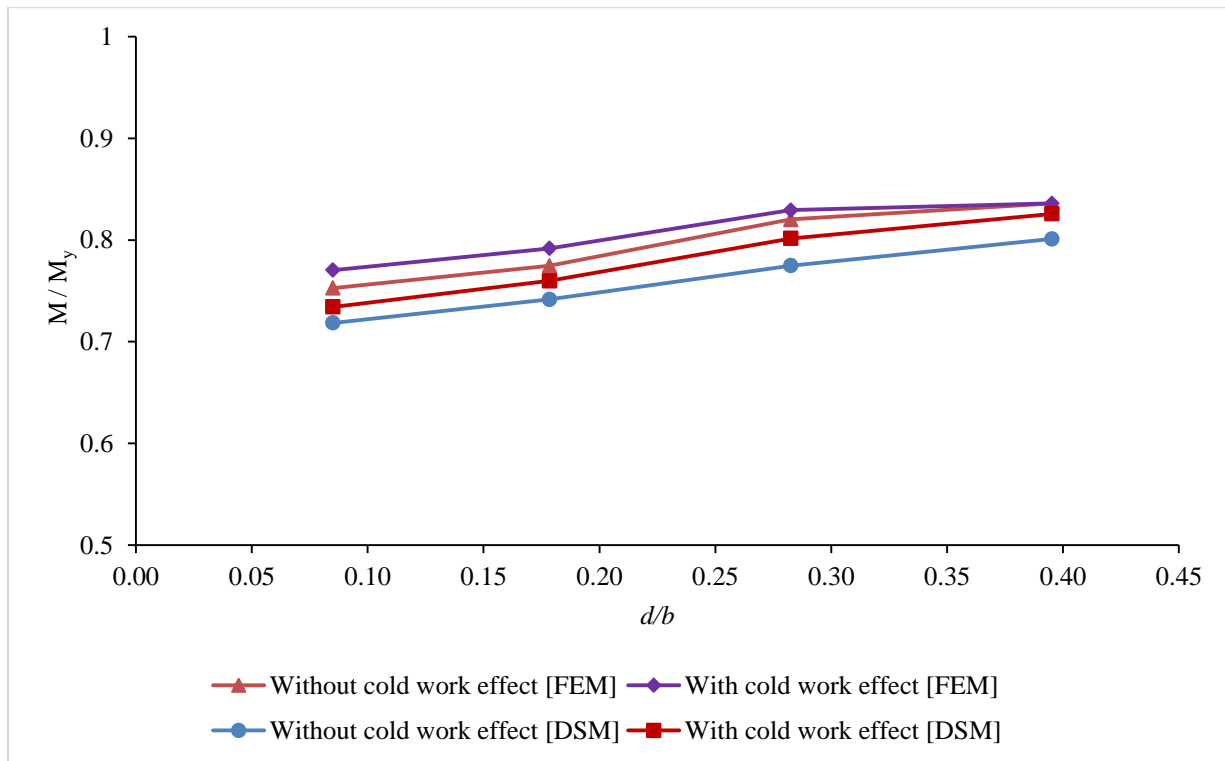 1
0.9
0.8
0.7
0.6
0.5
M / My
0.00 0.05 0.10 0.15 0.20 0.25 0.30 0.35 0.40 0.45
d/b
Without cold work effect [FEM] With cold work effect [FEM]
Without cold work effect [DSM] With cold work effect [DSM]